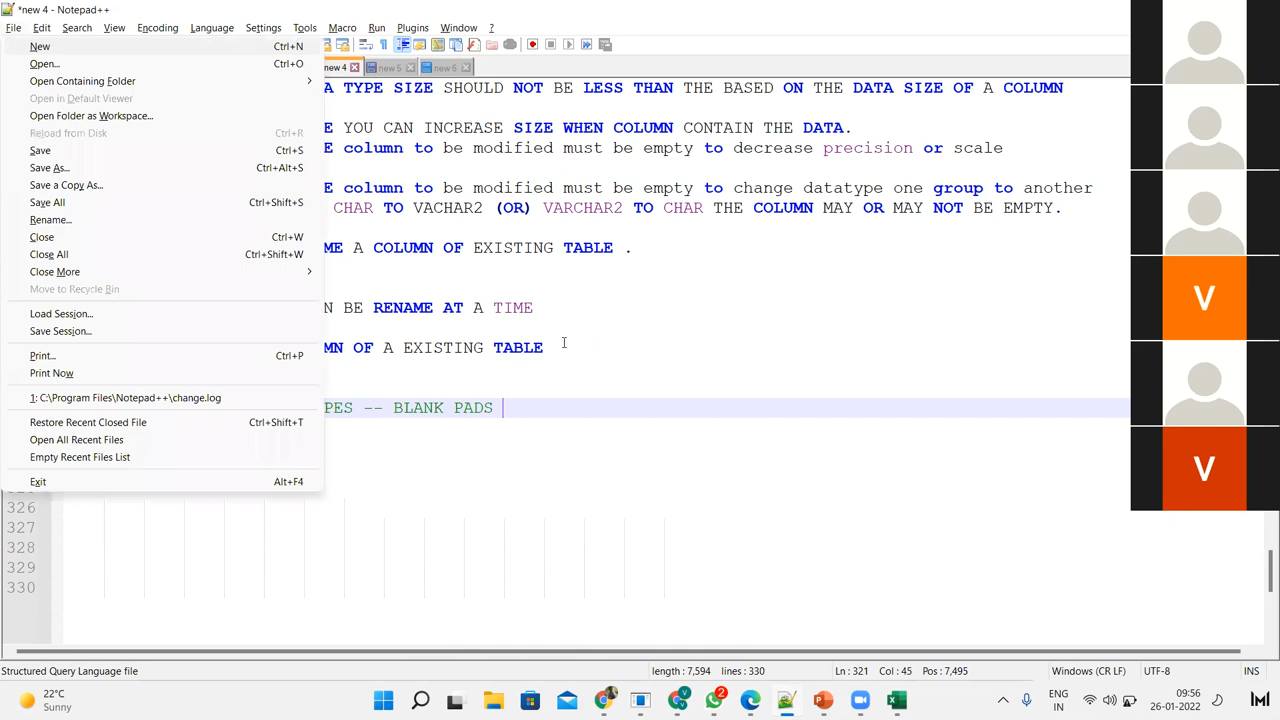 *new 4 - Notepad++
File Edit Search View Encoding Language Settings Tools Macro Run Plugins Window ?
new 4 new 5 new 6
New Ctrl+N
Open... Ctrl+O
Open Containing Folder
Open in Default Viewer
Open Folder as Workspace...
Reload from Disk Ctrl+R
Save Ctrl+S
Save As... Ctrl+Alt+S
Save a Copy As...
Save All Ctrl+Shift+S
Rename...
Close Ctrl+W
Close All Ctrl+Shift+W
Close More
Move to Recycle Bin
Load Session...
Save Session...
Print... Ctrl+P
Print Now
1: C:\Program Files\Notepad++\change.log
Restore Recent Closed File Ctrl+Shift+T
Open All Recent Files
Empty Recent Files List
Exit Alt+F4
A TYPE SIZE SHOULD NOT BE LESS THAN THE BASED ON THE DATA SIZE OF A COLUMN
E YOU CAN INCREASE SIZE WHEN COLUMN CONTAIN THE DATA.
E column to be modified must be empty to decrease precision or scale
E column to be modified must be empty to change datatype one group to another
CHAR TO VACHAR2 (OR) VARCHAR2 TO CHAR THE COLUMN MAY OR MAY NOT BE EMPTY.
ME A COLUMN OF EXISTING TABLE .
N BE RENAME AT A TIME
MN OF A EXISTING TABLE
PES -- BLANK PADS
326
327
328
329
330
V
V
Structured Query Language file length : 7,594 lines : 330 Ln : 321 Col : 45 Pos : 7,495 Windows (CR LF) UTF-8 INS
22°C
Sunny
2
ENG
IN
09:56
26-01-2022